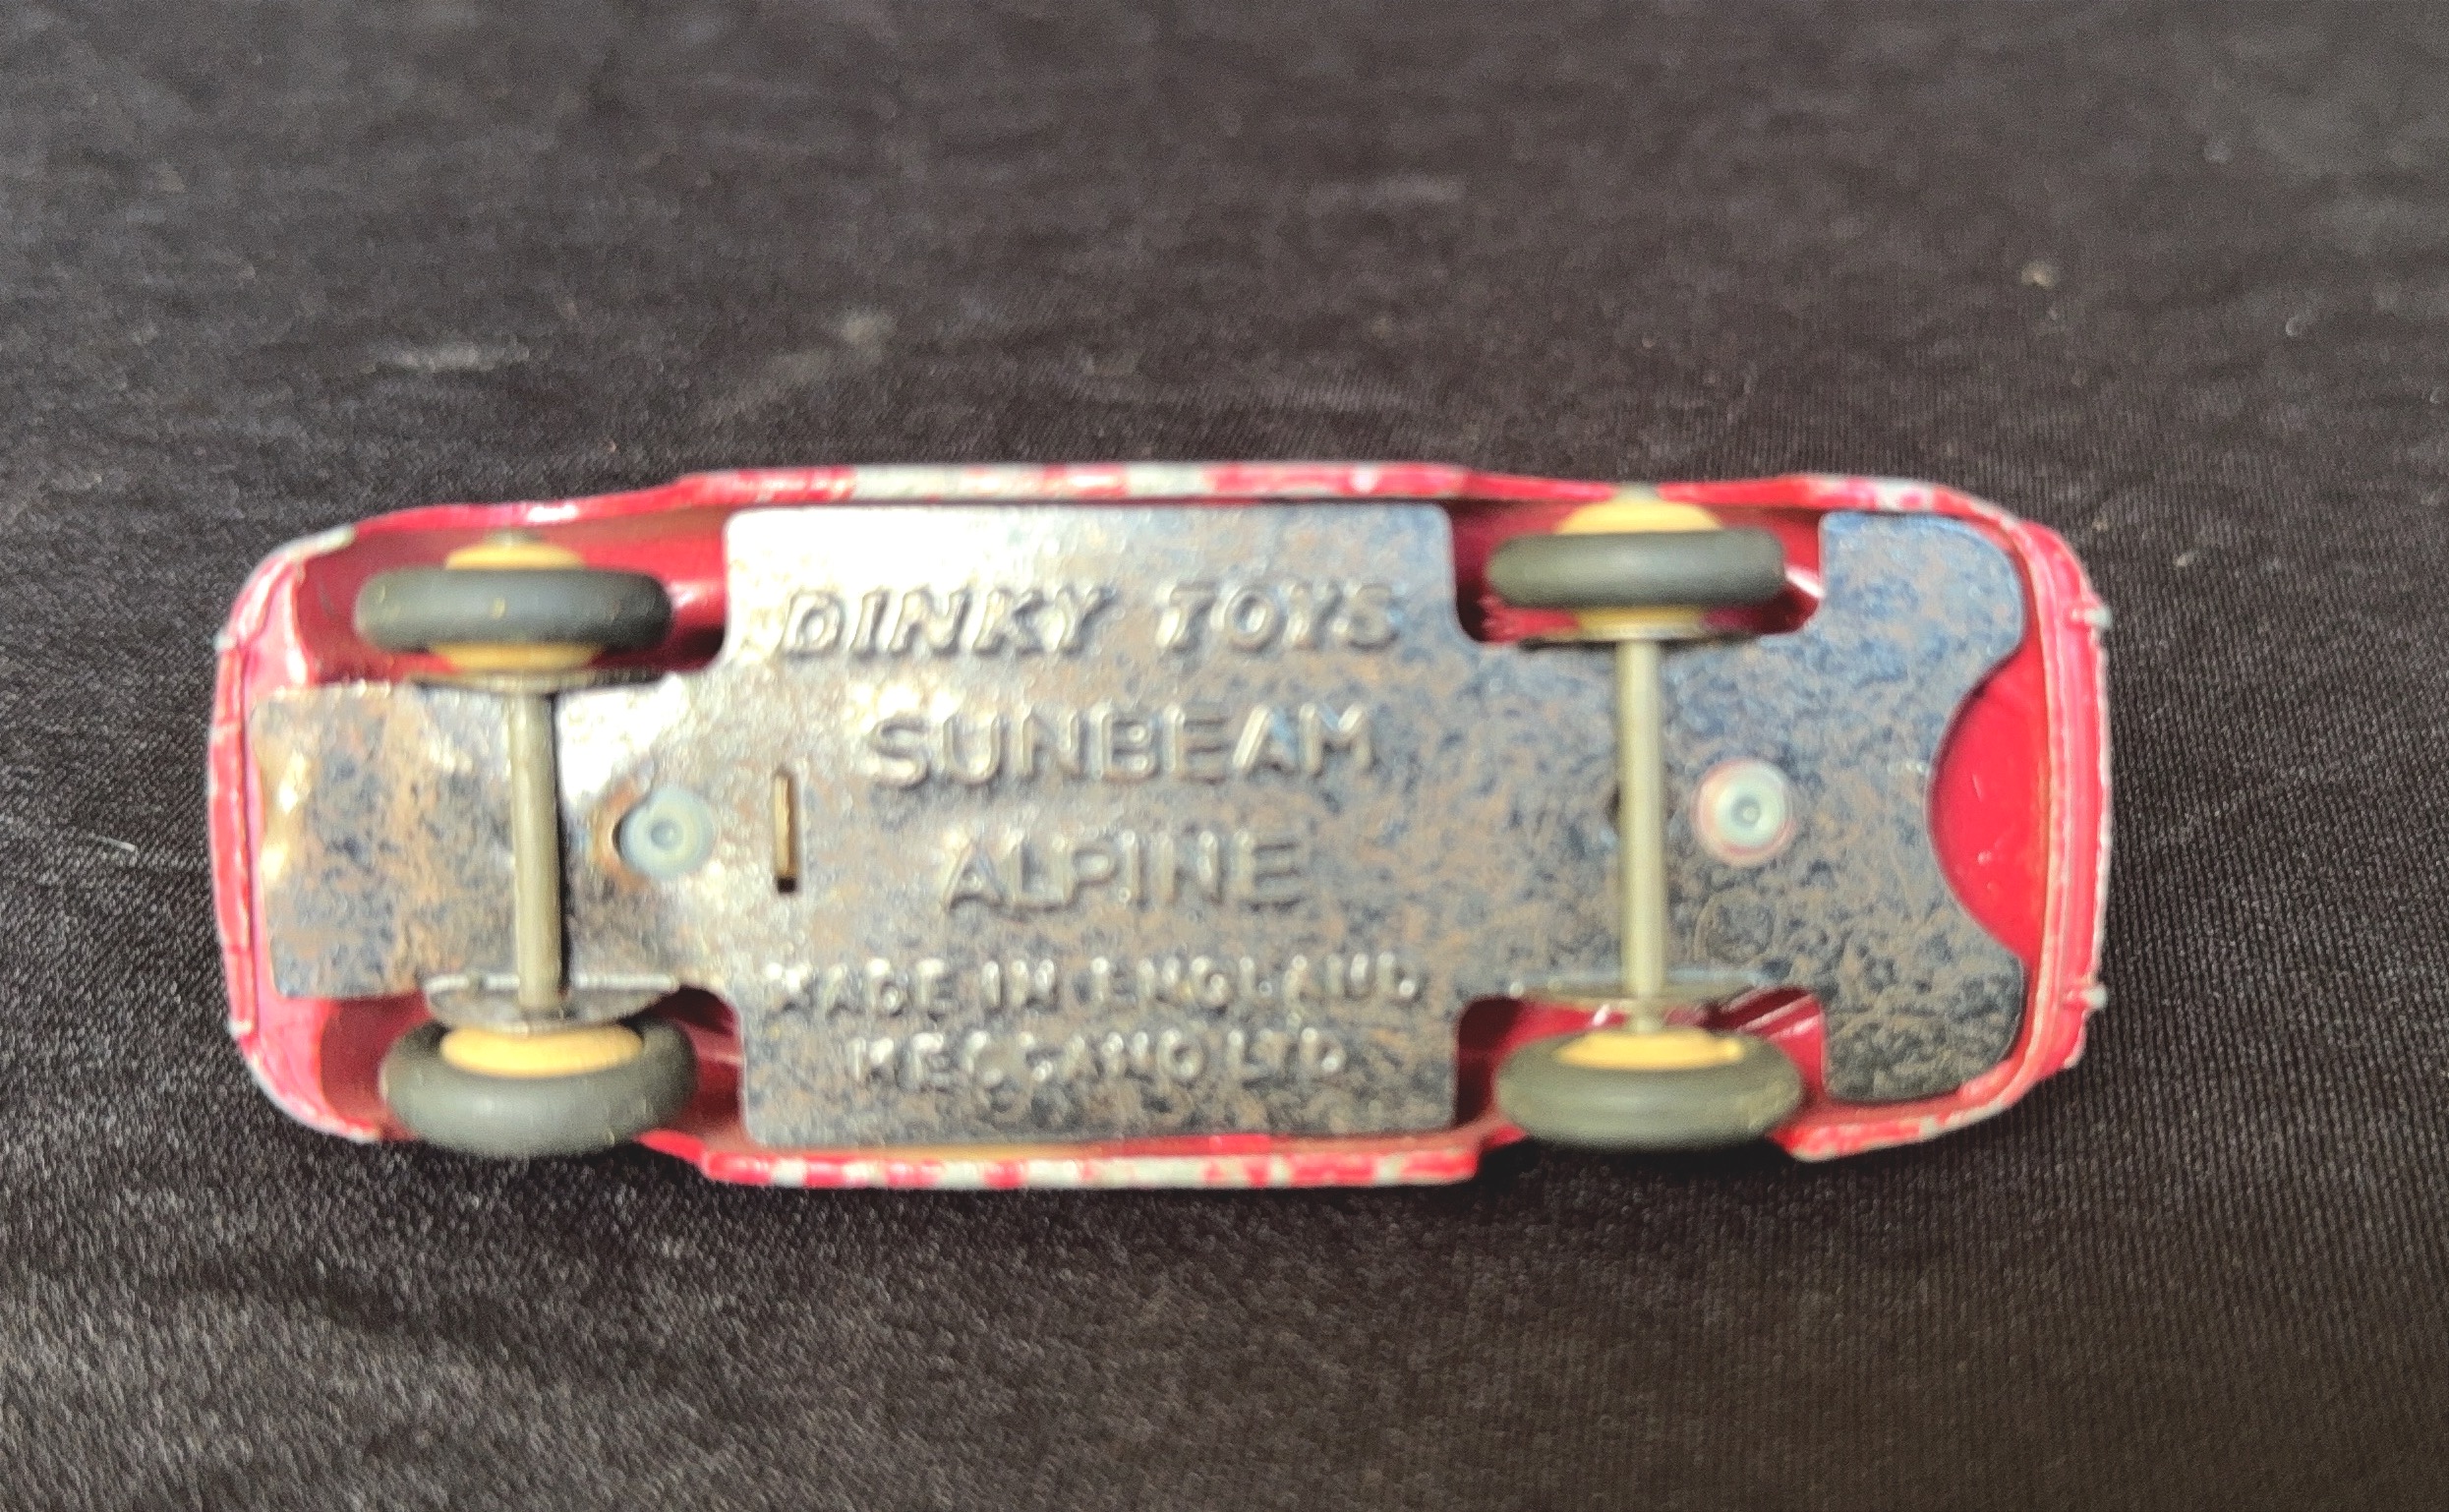 DINKY TOYS
SUNBEAM
ALPINE
MADE IN ENGLAND
MECCANO LTD